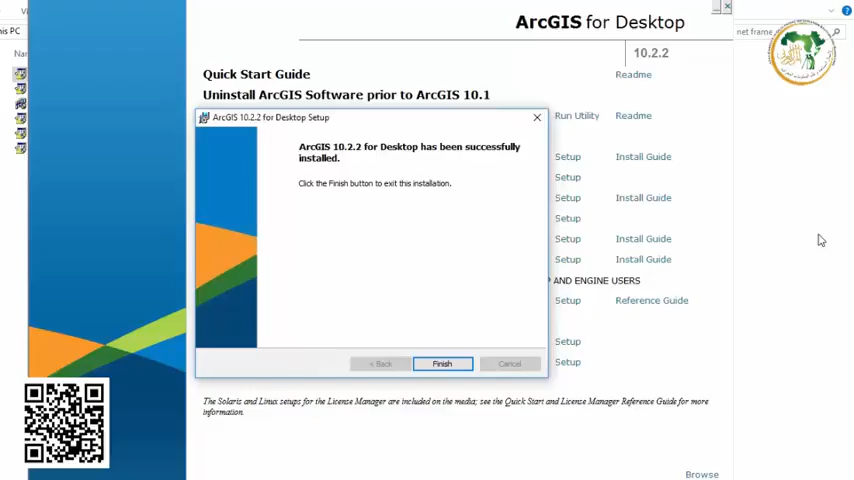 ArcGIS for Desktop
10.2.2
is PC
net frame
Nar
Quick Start Guide
Readme
Uninstall ArcGIS Software prior to ArcGIS 10.1
Run Utility
Readme
ArcGIS 10.2.2 for Desktop Setup
ArcGIS 10.2.2 for Desktop has been successfully
installed.
Click the Finish button to exit this installation.
< Back
Finish
Cancel
Setup
Install Guide
Setup
Setup
Install Guide
Setup
Setup
Install Guide
Setup
Install Guide
AND ENGINE USERS
Setup
Reference Guide
Setup
Setup
The Solaris and Linux setups for the License Manager are included on the media; see the Quick Start and License Manager Reference Guide for more
information.
Browse